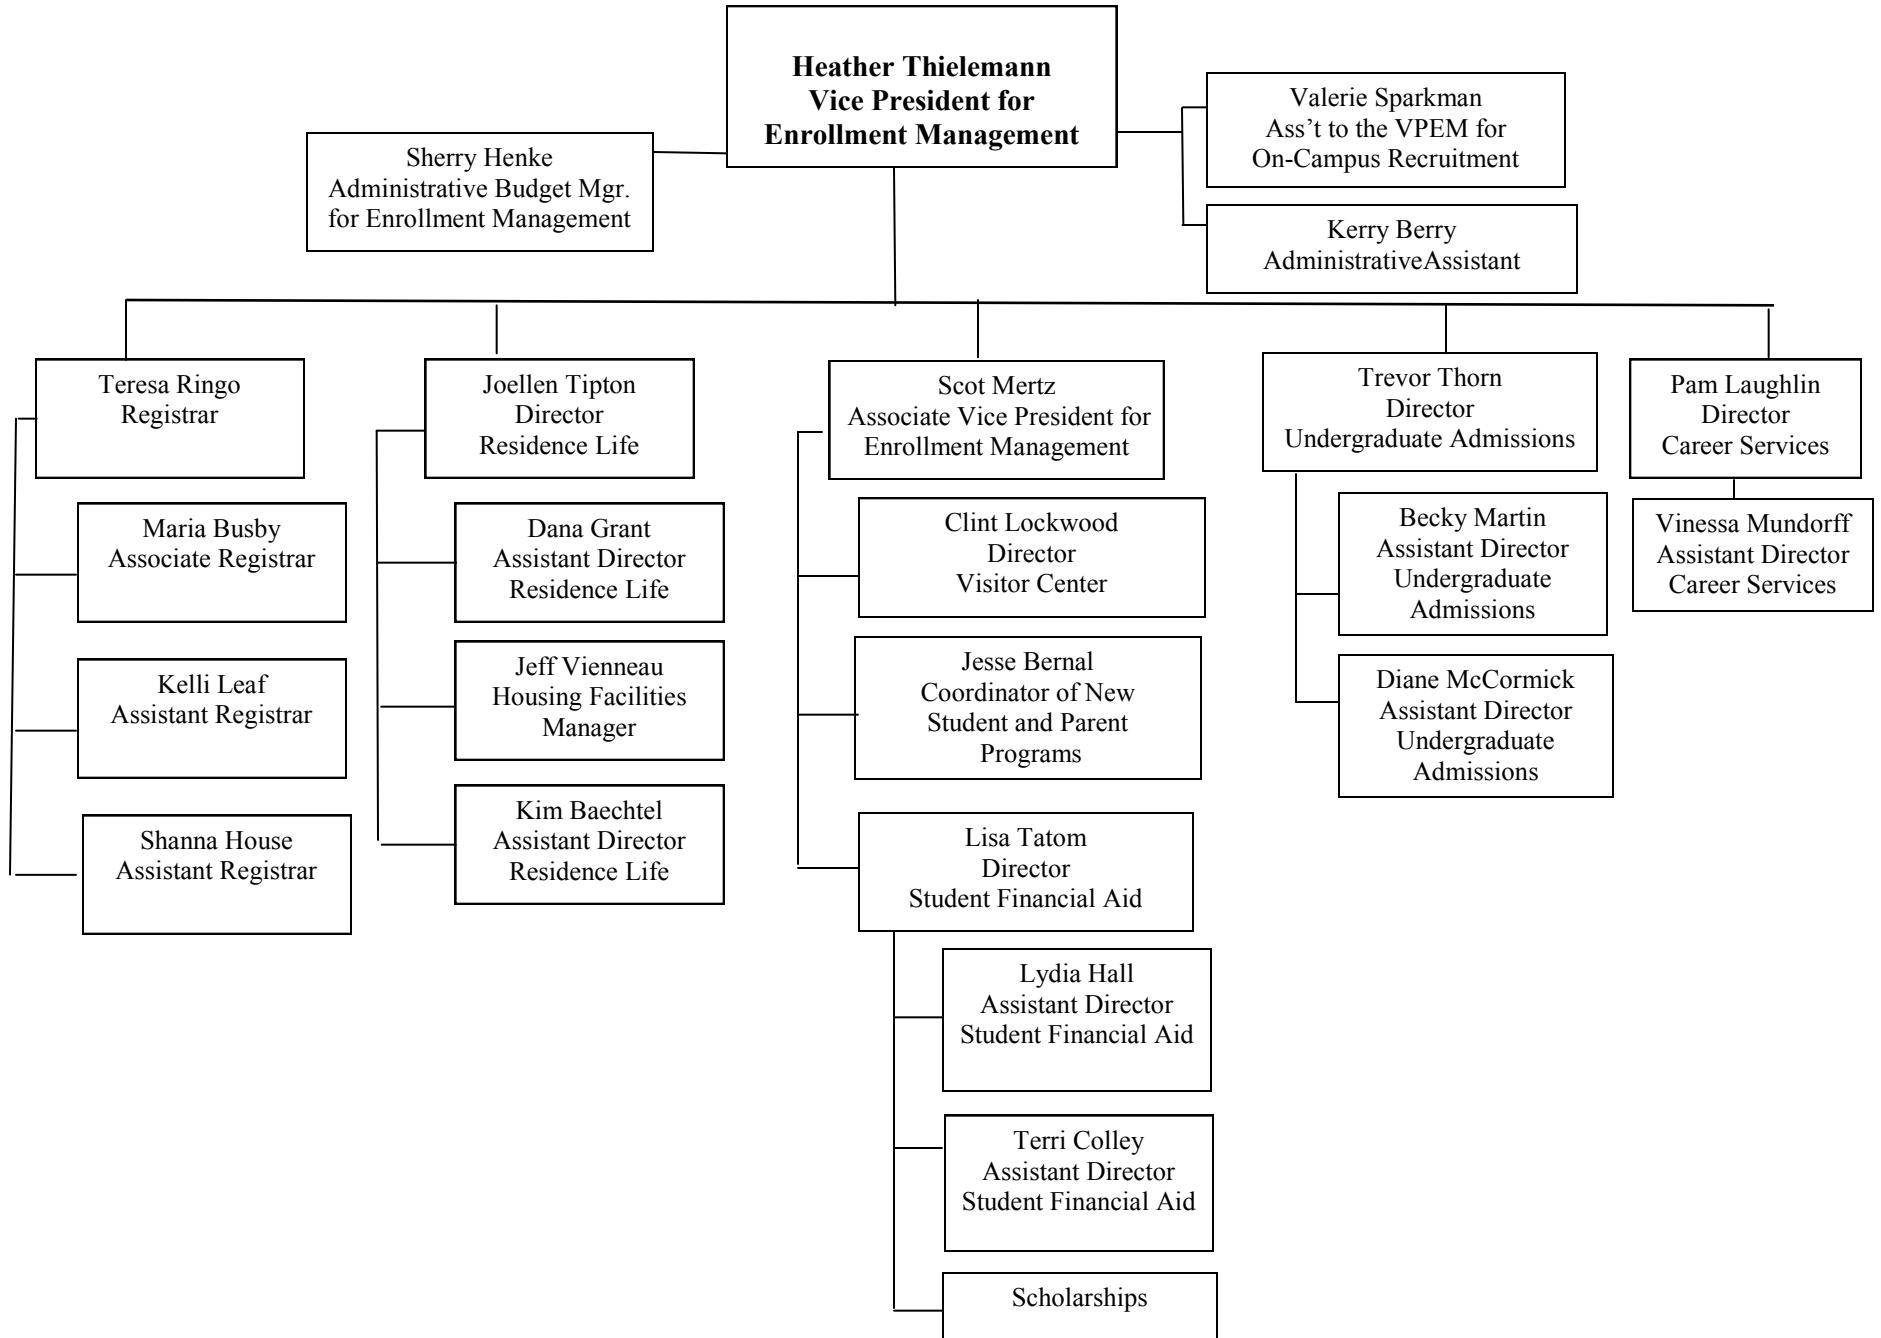 Heather Thielemann
Vice President for
Enrollment Management
Valerie Sparkman
Ass’t to the VPEM for
On-Campus Recruitment
Sherry Henke
Administrative Budget Mgr.
for Enrollment Management
Kerry Berry
AdministrativeAssistant
Teresa Ringo
Registrar
Maria Busby
Associate Registrar
Kelli Leaf
Assistant Registrar
Shanna House
Assistant Registrar
Joellen Tipton
Director
Residence Life
Dana Grant
Assistant Director
Residence Life
Jeff Vienneau
Housing Facilities
Manager
Kim Baechtel
Assistant Director
Residence Life
Scot Mertz
Associate Vice President for
Enrollment Management
Clint Lockwood
Director
Visitor Center
Jesse Bernal
Coordinator of New
Student and Parent
Programs
Lisa Tatom
Director
Student Financial Aid
Lydia Hall
Assistant Director
Student Financial Aid
Terri Colley
Assistant Director
Student Financial Aid
Scholarships
Trevor Thorn
Director
Undergraduate Admissions
Becky Martin
Assistant Director
Undergraduate
Admissions
Diane McCormick
Assistant Director
Undergraduate
Admissions
Pam Laughlin
Director
Career Services
Vinessa Mundorff
Assistant Director
Career Services